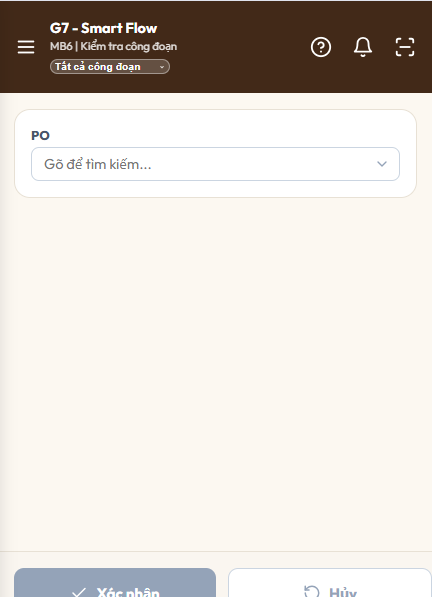 G7 - Smart Flow
MB6 | Kiểm tra công đoạn
Tất cả công đoạn
PO
Gõ để tìm kiếm...
Xác nhận
Hủy